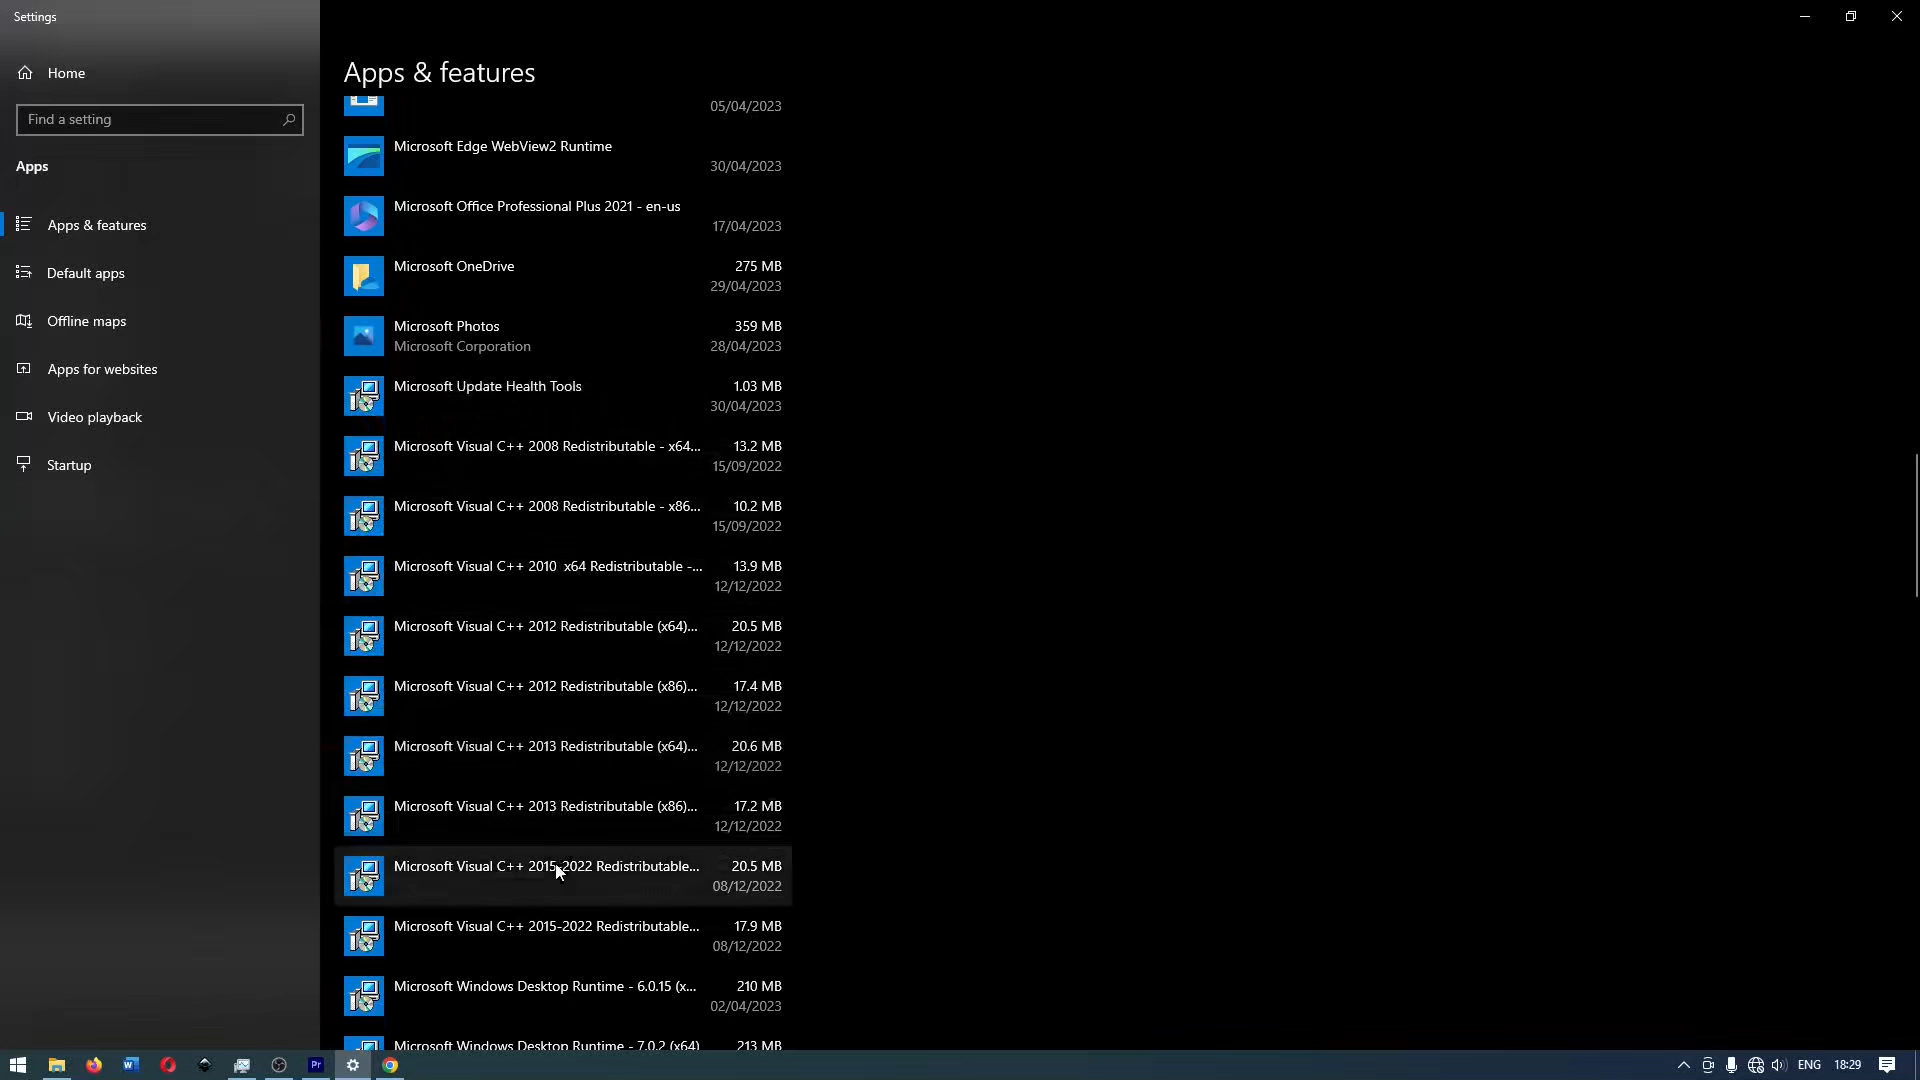 Settings
Home
Find a setting
Apps
Apps & features
Default apps
Offline maps
Apps for websites
Video playback
Startup
Apps & features
05/04/2023
Microsoft Edge WebView2 Runtime
30/04/2023
Microsoft Office Professional Plus 2021 - en-us
17/04/2023
Microsoft OneDrive 275 MB
29/04/2023
Microsoft Photos 359 MB
Microsoft Corporation 28/04/2023
Microsoft Update Health Tools 1.03 MB
30/04/2023
Microsoft Visual C++ 2008 Redistributable - x64... 13.2 MB
15/09/2022
Microsoft Visual C++ 2008 Redistributable - x86... 10.2 MB
15/09/2022
Microsoft Visual C++ 2010 x64 Redistributable -... 13.9 MB
12/12/2022
Microsoft Visual C++ 2012 Redistributable (x64)... 20.5 MB
12/12/2022
Microsoft Visual C++ 2012 Redistributable (x86)... 17.4 MB
12/12/2022
Microsoft Visual C++ 2013 Redistributable (x64)... 20.6 MB
12/12/2022
Microsoft Visual C++ 2013 Redistributable (x86)... 17.2 MB
12/12/2022
Microsoft Visual C++ 2015-2022 Redistributable... 20.5 MB
08/12/2022
Microsoft Visual C++ 2015-2022 Redistributable... 17.9 MB
08/12/2022
Microsoft Windows Desktop Runtime - 6.0.15 (x... 210 MB
02/04/2023
Microsoft Windows Desktop Runtime - 7.0.2 (x64) 213 MB
W Pr ENG 18:29